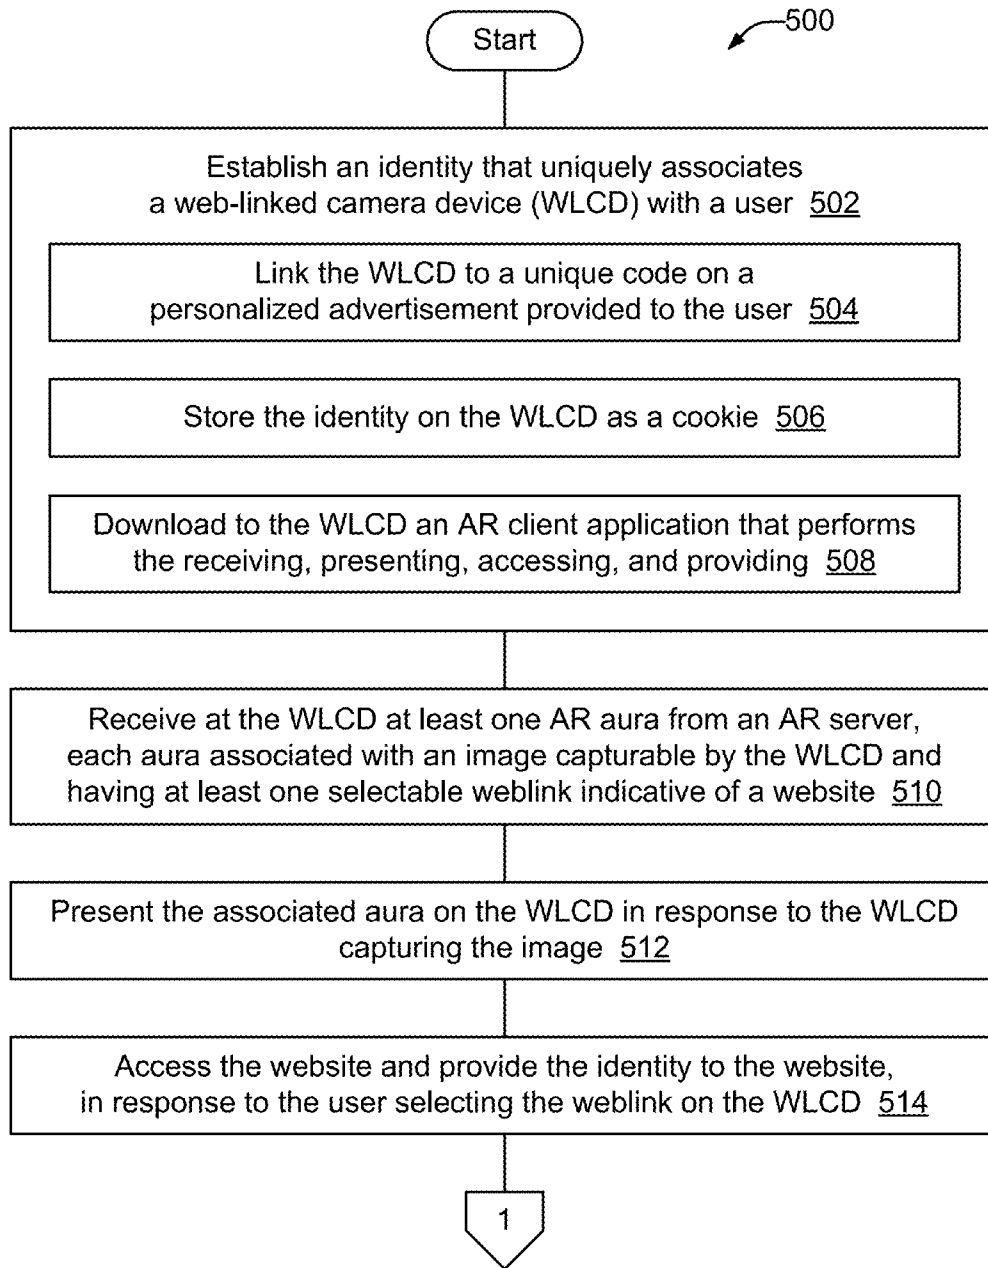 Start
500
Establish an identity that uniquely associates
a web-linked camera device (WLCD) with a user 502
Link the WLCD to a unique code on a
personalized advertisement provided to the user 504
Store the identity on the WLCD as a cookie 506
Download to the WLCD an AR client application that performs
the receiving, presenting, accessing, and providing 508
Receive at the WLCD at least one AR aura from an AR server,
each aura associated with an image capturable by the WLCD and
having at least one selectable weblink indicative of a website 510
Present the associated aura on the WLCD in response to the WLCD
capturing the image 512
Access the website and provide the identity to the website,
in response to the user selecting the weblink on the WLCD 514
1